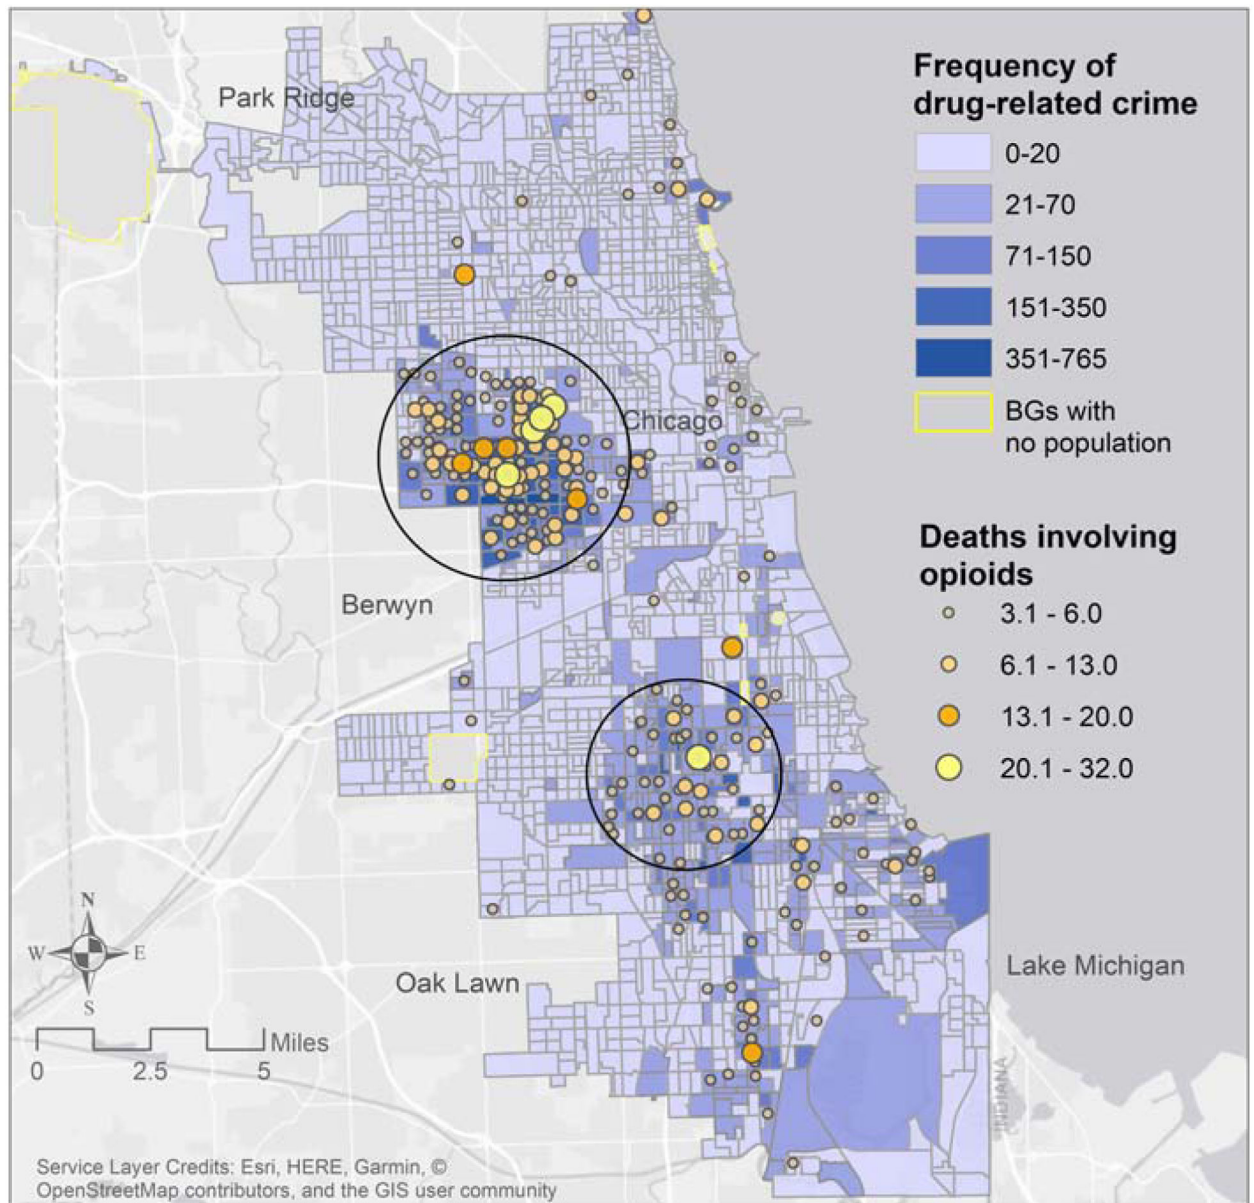 Park Ridge
Chicago
Berwyn
Oak Lawn
Lake Michigan
INDIANA
Frequency of
drug-related crime
0-20
21-70
71-150
151-350
351-765
BGs with
no population
Deaths involving
opioids
3.1 - 6.0
6.1 - 13.0
13.1 - 20.0
20.1 - 32.0
N
W
E
S
Miles
0 2.5 5
Service Layer Credits: Esri, HERE, Garmin, ©
OpenStreetMap contributors, and the GIS user community